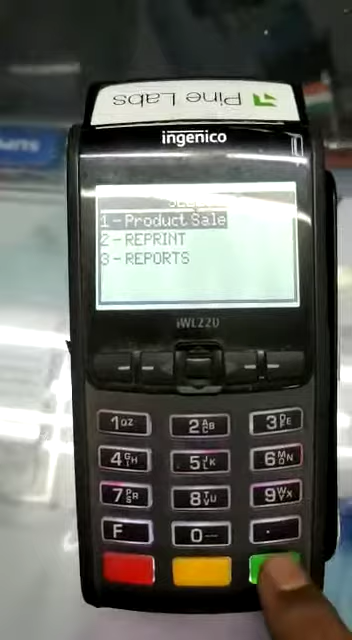 Pine Labs
ingenico
1-Product Sale
2-REPRINT
3-REPORTS
iWL220
1QZ
2ABC
3DEF
4GHI
5JKL
6MNO
7PRS
8TUV
9WXY
F
0
.